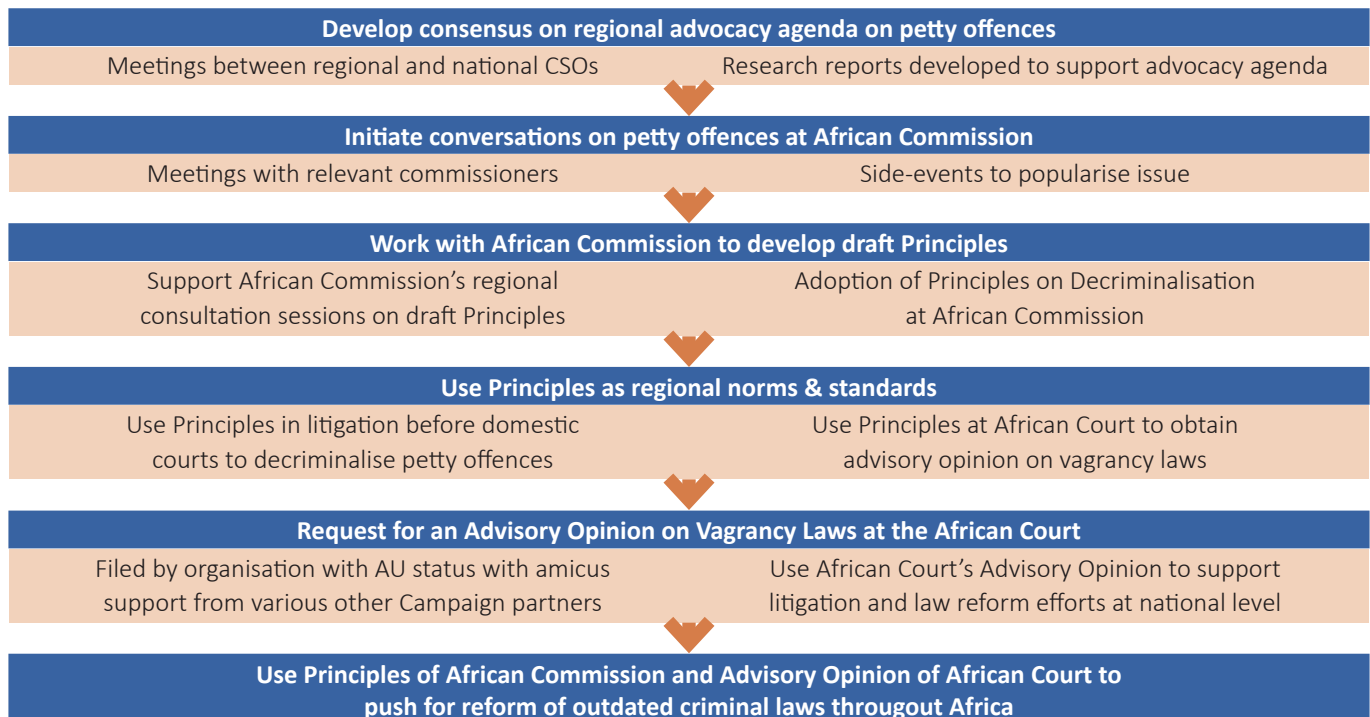 Develop consensus on regional advocacy agenda on petty offences
Meetings between regional and national CSOs
Research reports developed to support advocacy agenda
Initiate conversations on petty offences at African Commission
Meetings with relevant commissioners
Side-events to popularise issue
Work with African Commission to develop draft Principles
Support African Commission's regional
consultation sessions on draft Principles
Adoption of Principles on Decriminalisation
at African Commission
Use Principles as regional norms & standards
Use Principles in litigation before domestic
courts to decriminalise petty offences
Use Principles at African Court to obtain
advisory opinion on vagrancy laws
Request for an Advisory Opinion on Vagrancy Laws at the African Court
Filed by organisation with AU status with amicus
support from various other Campaign partners
Use African Court's Advisory Opinion to support
litigation and law reform efforts at national level
Use Principles of African Commission and Advisory Opinion of African Court to
push for reform of outdated criminal laws througout Africa